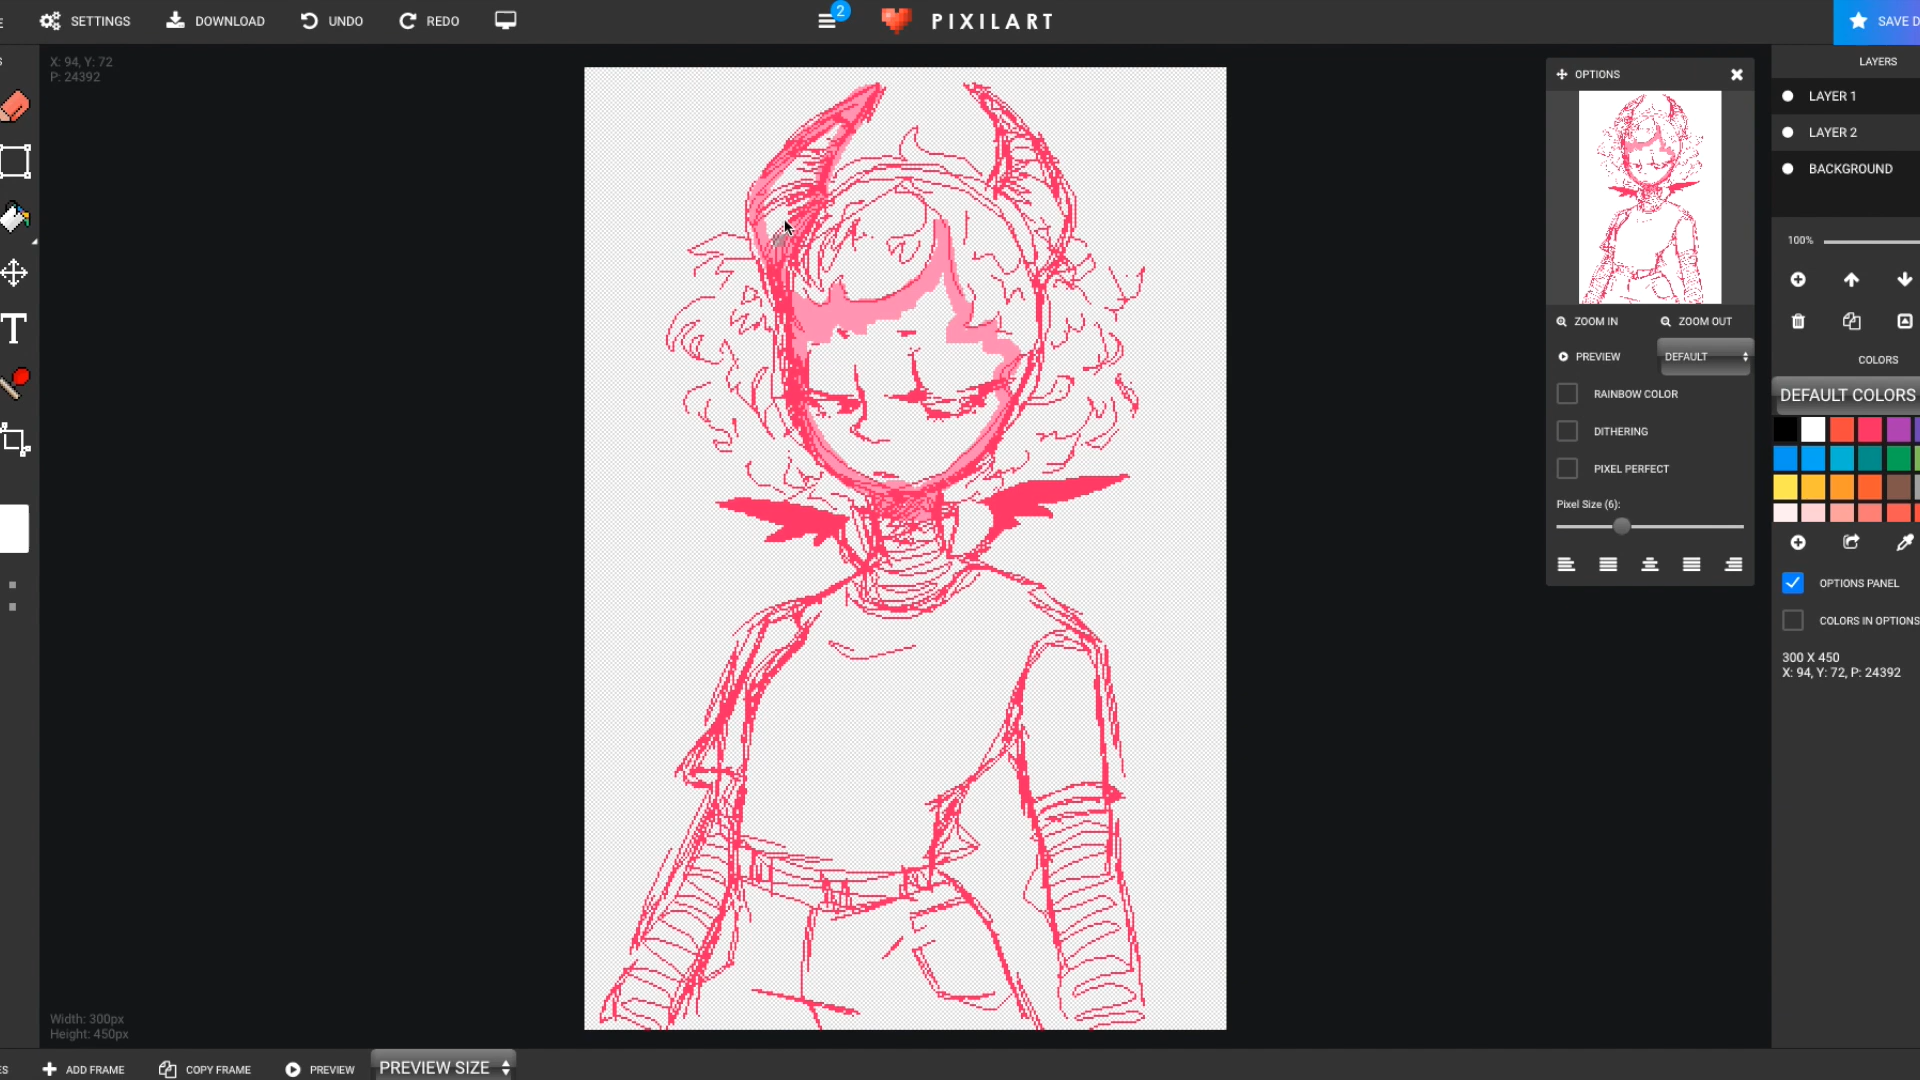 SETTINGS
DOWNLOAD
UNDO
REDO
2
PIXILART
SAVE D
X: 94, Y: 72
P: 24392
OPTIONS
LAYERS
LAYER 1
LAYER 2
BACKGROUND
100%
ZOOM IN
ZOOM OUT
PREVIEW
DEFAULT
COLORS
RAINBOW COLOR
DEFAULT COLORS
DITHERING
PIXEL PERFECT
Pixel Size (6):
OPTIONS PANEL
COLORS IN OPTIONS
300 X 450
X: 94, Y: 72, P: 24392
T
Width: 300px
Height: 450px
ES
ADD FRAME
COPY FRAME
PREVIEW
PREVIEW SIZE